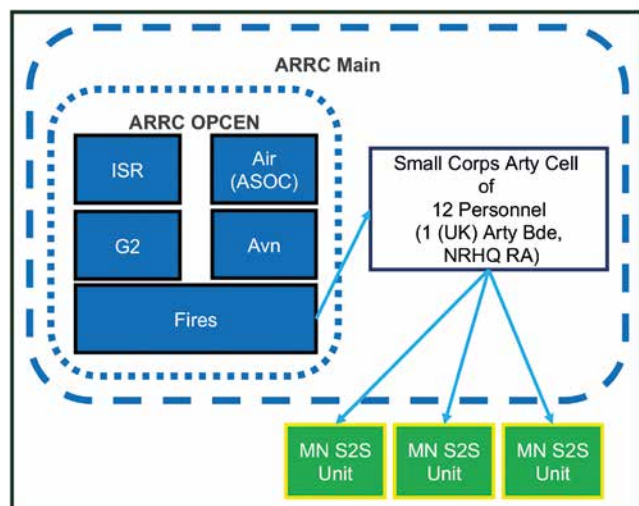 ARRC Main
ARRC OPCEN
ISR
Air
(ASOC)
G2
Avn
Fires
Small Corps Arty Cell
of
12 Personnel
(1 (UK) Arty Bde,
NRHQ RA)
MN S2S
Unit
MN S2S
Unit
MN S2S
Unit